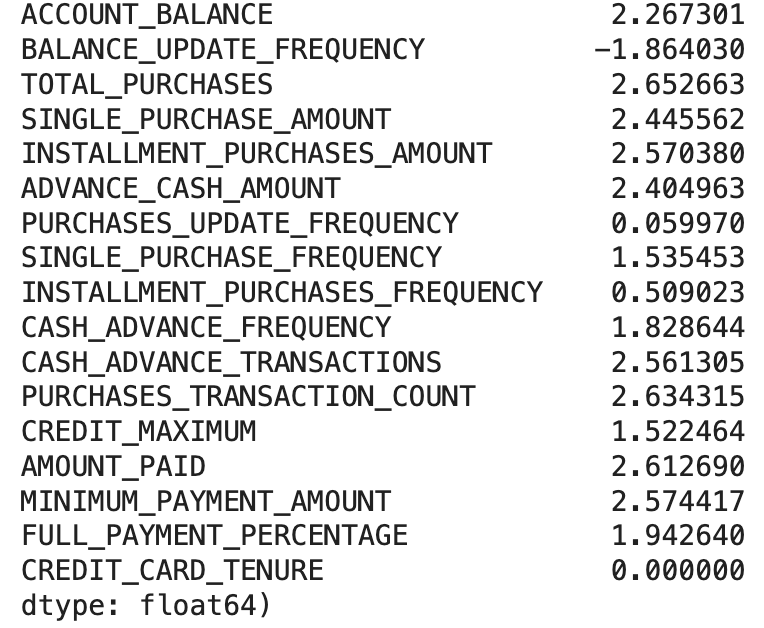 ACCOUNT_BALANCE 2.267301
BALANCE_UPDATE_FREQUENCY -1.864030
TOTAL_PURCHASES 2.652663
SINGLE_PURCHASE_AMOUNT 2.445562
INSTALLMENT_PURCHASES_AMOUNT 2.570380
ADVANCE_CASH_AMOUNT 2.404963
PURCHASES_UPDATE_FREQUENCY 0.059970
SINGLE_PURCHASE_FREQUENCY 1.535453
INSTALLMENT_PURCHASES_FREQUENCY 0.509023
CASH_ADVANCE_FREQUENCY 1.828644
CASH_ADVANCE_TRANSACTIONS 2.561305
PURCHASES_TRANSACTION_COUNT 2.634315
CREDIT_MAXIMUM 1.522464
AMOUNT_PAID 2.612690
MINIMUM_PAYMENT_AMOUNT 2.574417
FULL_PAYMENT_PERCENTAGE 1.942640
CREDIT_CARD_TENURE 0.000000
dtype: float64)